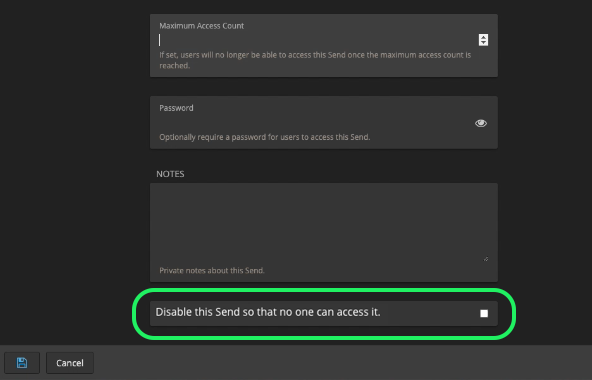 Maximum Access Count
If set, users will no longer be able to access this Send once the maximum access count is
reached.
Password
Optionally require a password for users to access this Send.
NOTES
Private notes about this Send.
Disable this Send so that no one can access it.
Cancel